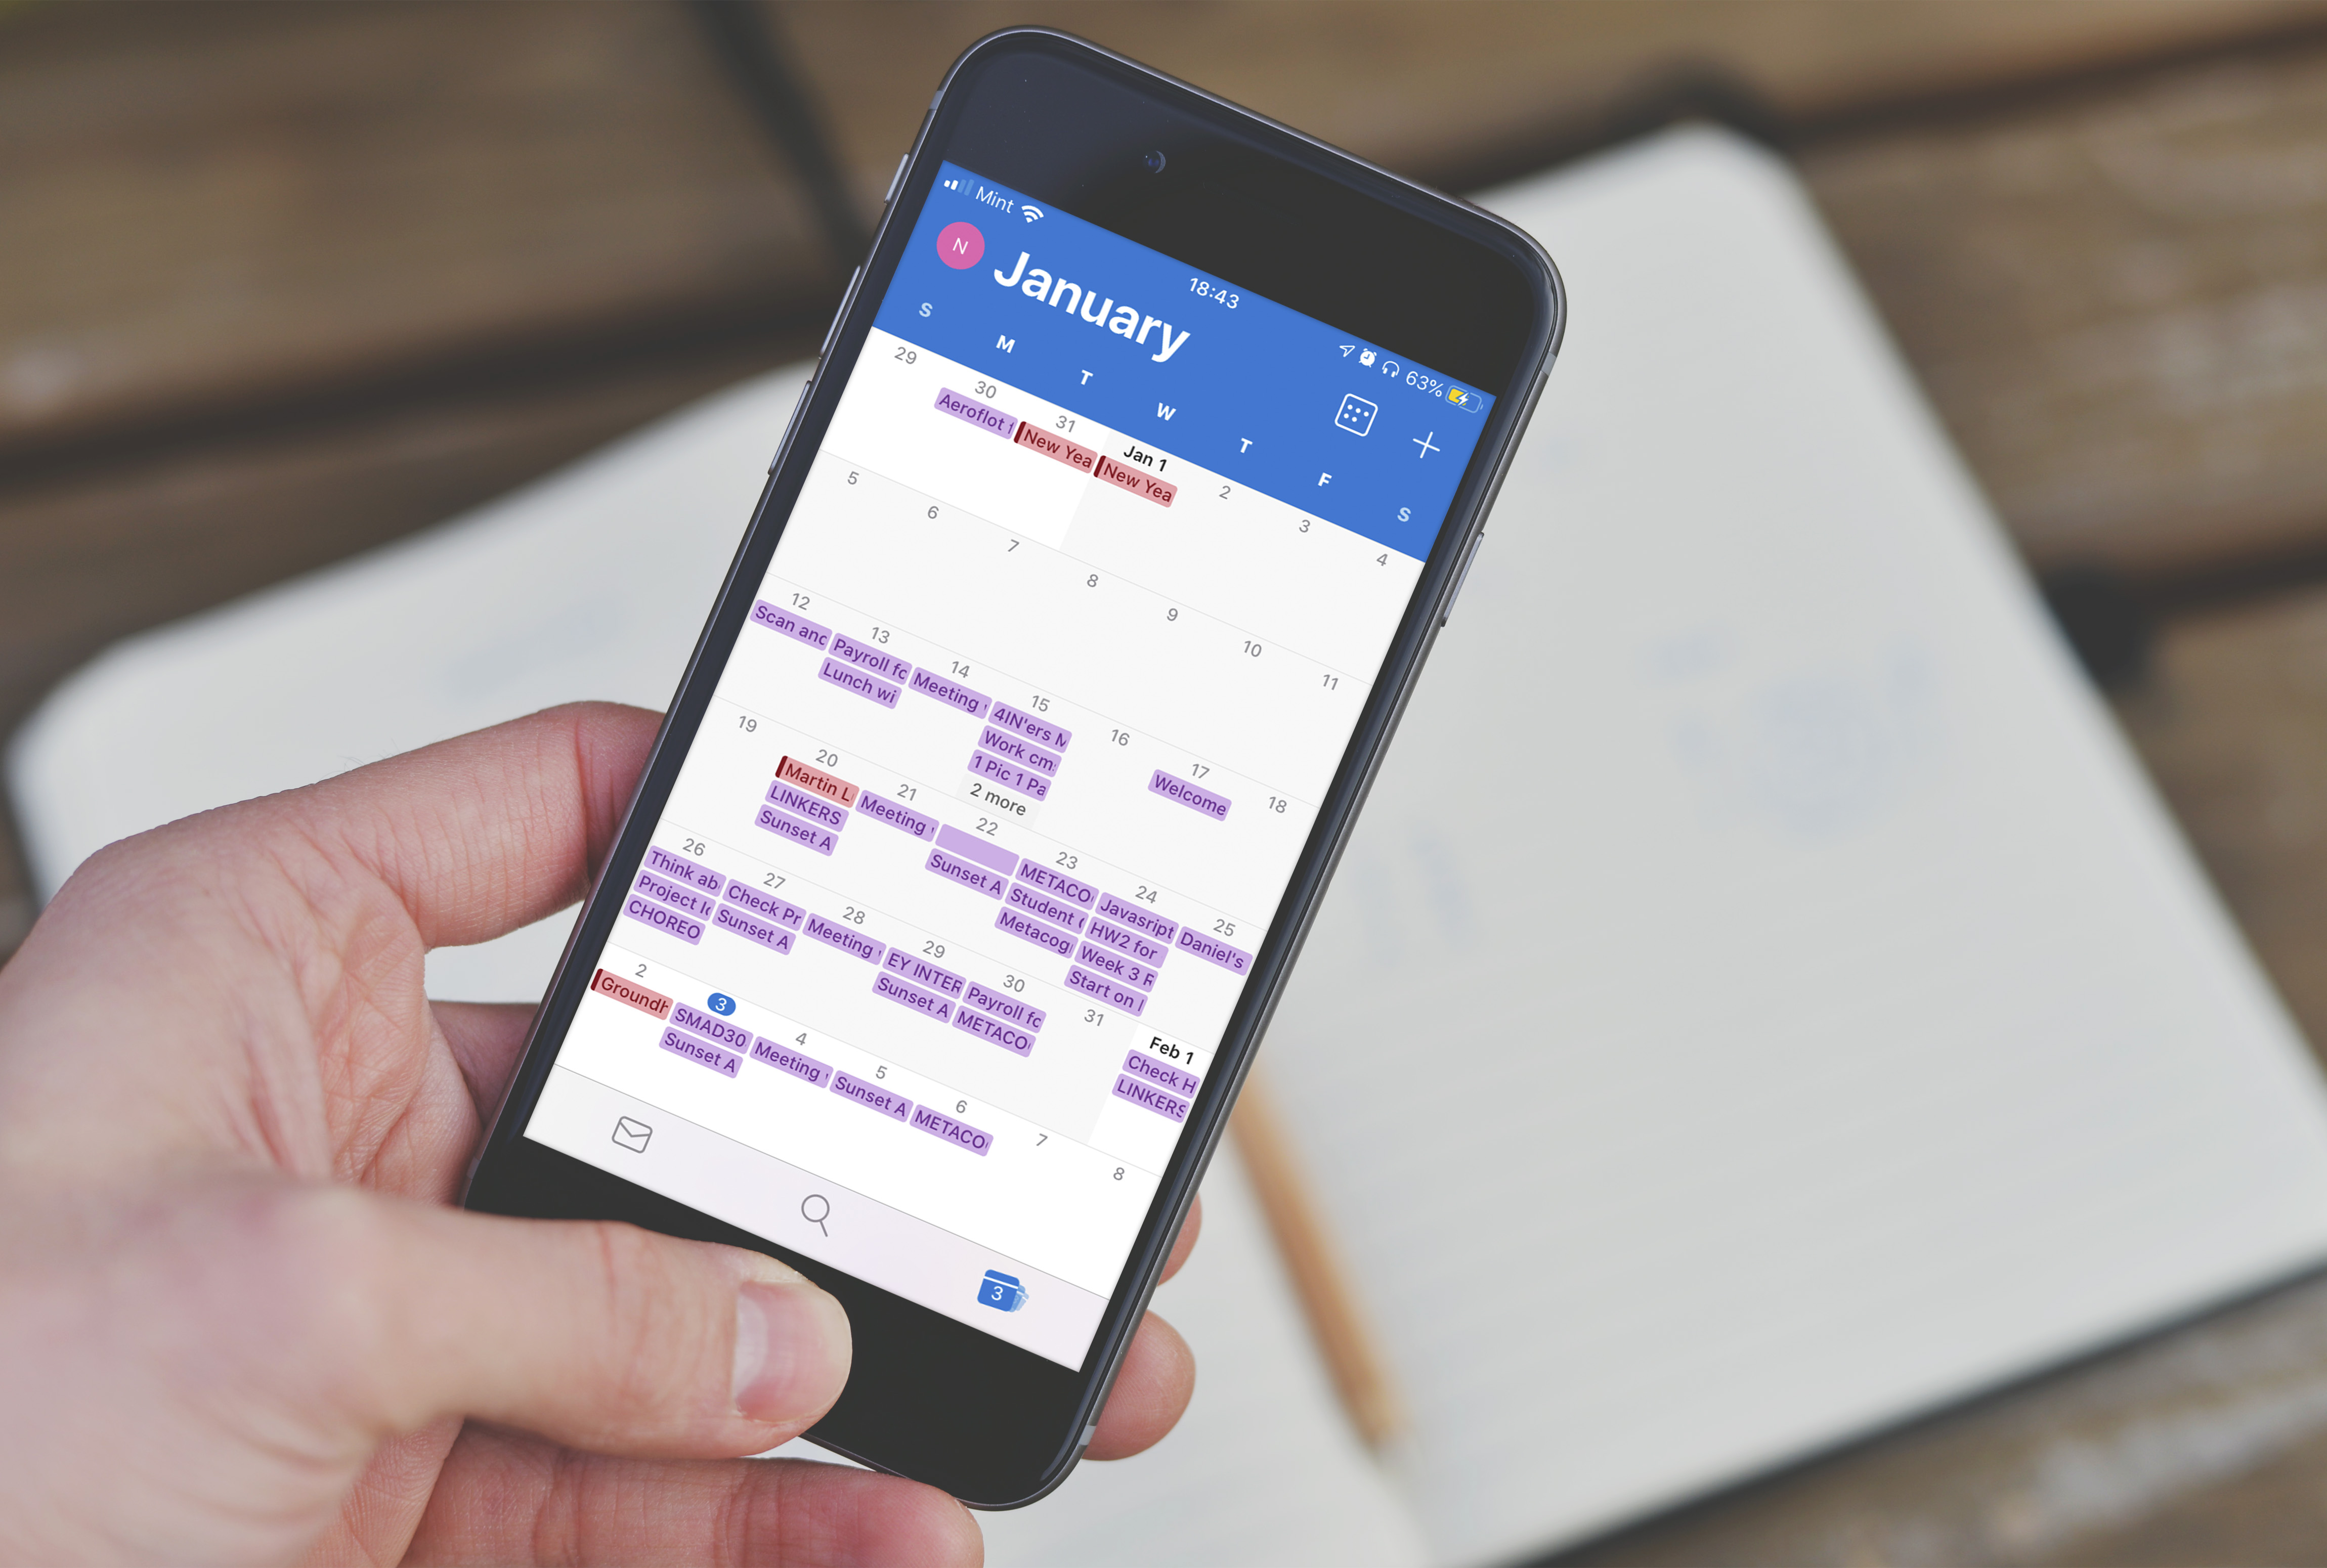 Mint 18:43 63%
N January
S M T W T F S
29 30 31 Jan 1 2 3 4
Aeroflot f New Yea New Yea
5 6 7 8 9 10 11
12 13 14 15 16 17 18
Scan and Payroll fo Meeting 4IN'ers M Welcome
Lunch wi Work cm
1 Pic 1 Pa
2 more
19 20 21 22 23 24 25
Martin L Meeting METACO Javasript Daniel's
LINKERS Sunset A Student HW2 for
Sunset A Metacog Week 3 F
Start on
26 27 28 29 30 31 Feb 1
Think ab Check Pr Meeting EY INTER Payroll fo Check H
Project Sunset A Sunset A METACO LINKERS
CHOREO
2 3 4 5 6 7 8
Groundh SMAD30 Meeting Sunset A METACO
Sunset A
3